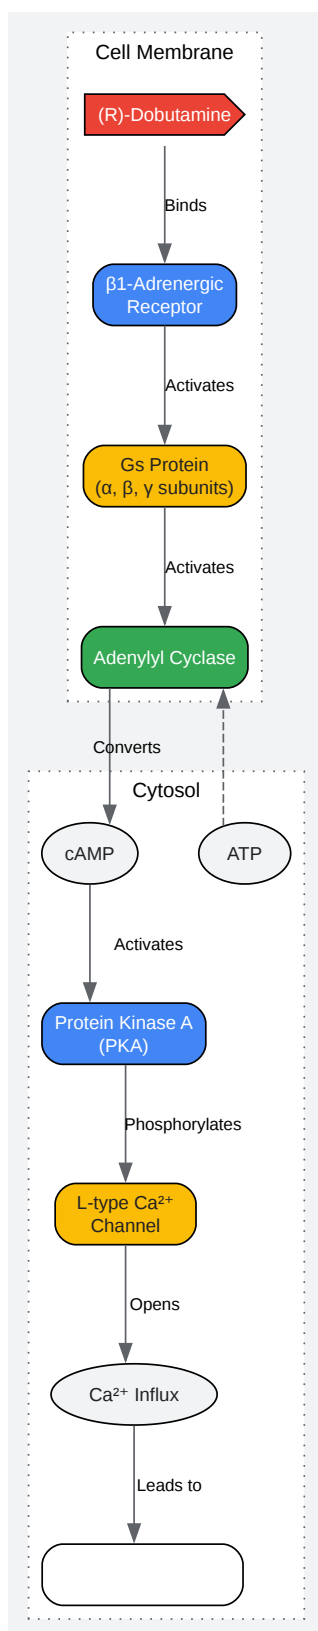 Cell Membrane
(R)-Dobutamine
Binds
β1-Adrenergic
Receptor
Activates
Gs Protein
(α, β, γ subunits)
Activates
Adenylyl Cyclase
Converts
Cytosol
cAMP
ATP
Activates
Protein Kinase A
(PKA)
Phosphorylates
L-type Ca²⁺
Channel
Opens
Ca²⁺ Influx
Leads to